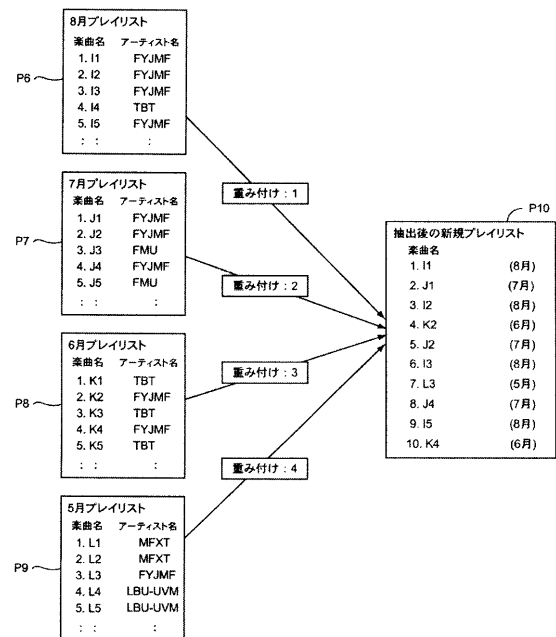 8月プレイリスト
楽曲名 アーティスト名
1. I1 FYJMF
2. I2 FYJMF
3. I3 FYJMF
4. I4 TBT
5. I5 FYJMF
: : :
P6
重み付け : 1
7月プレイリスト
楽曲名 アーティスト名
1. J1 FYJMF
2. J2 FYJMF
3. J3 FMU
4. J4 FYJMF
5. J5 FMU
: : :
P7
重み付け : 2
6月プレイリスト
楽曲名 アーティスト名
1. K1 TBT
2. K2 FYJMF
3. K3 TBT
4. K4 FYJMF
5. K5 TBT
: : :
P8
重み付け : 3
5月プレイリスト
楽曲名 アーティスト名
1. L1 MFXT
2. L2 MFXT
3. L3 FYJMF
4. L4 LBU-UVM
5. L5 LBU-UVM
: : :
P9
重み付け : 4
P10
抽出後の新規プレイリスト
楽曲名
1. I1 (8月)
2. J1 (7月)
3. I2 (8月)
4. K2 (6月)
5. J2 (7月)
6. I3 (8月)
7. L3 (5月)
8. J4 (7月)
9. I5 (8月)
10. K4 (6月)